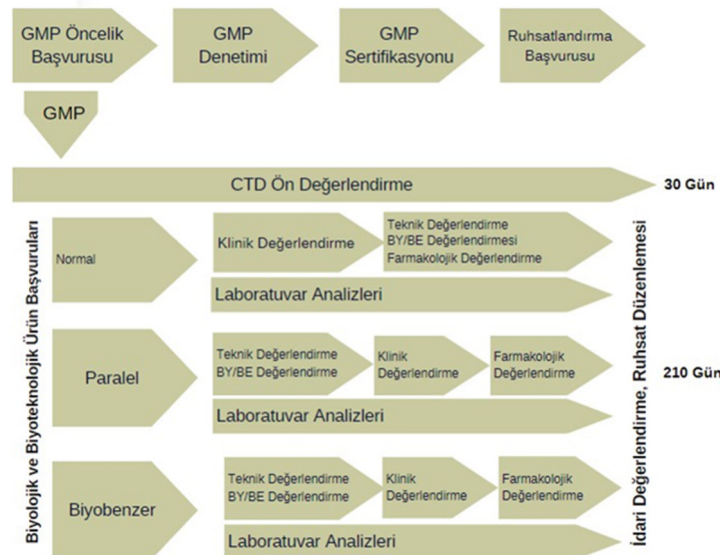 GMP Öncelik
Başvurusu
GMP
Denetimi
GMP
Sertifikasyonu
Ruhsatlandırma
Başvurusu
GMP
CTD Ön Değerlendirme
30 Gün
Biyolojik ve Biyoteknolojik Ürün Başvuruları
Normal
Klinik Değerlendirme
Teknik Değerlendirme
BY/BE Değerlendirmesi
Farmakolojik Değerlendirme
Laboratuvar Analizleri
Paralel
Teknik Değerlendirme
BY/BE Değerlendirme
Klinik
Değerlendirme
Farmakolojik
Değerlendirme
Laboratuvar Analizleri
Biyobenzer
Teknik Değerlendirme
BY/BE Değerlendirme
Klinik
Değerlendirme
Farmakolojik
Değerlendirme
Laboratuvar Analizleri
İdari Değerlendirme, Ruhsat Düzenlemesi
210 Gün